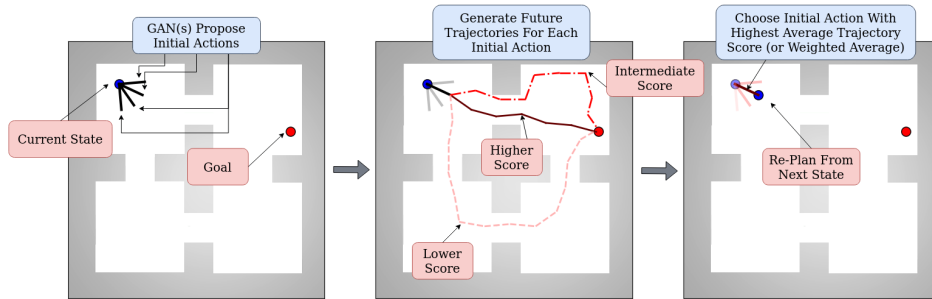 GAN(s) Propose
Initial Actions
Current State
Goal
Generate Future
Trajectories For Each
Initial Action
Intermediate
Score
Higher
Score
Lower
Score
Choose Initial Action With
Highest Average Trajectory
Score (or Weighted Average)
Re-Plan From
Next State